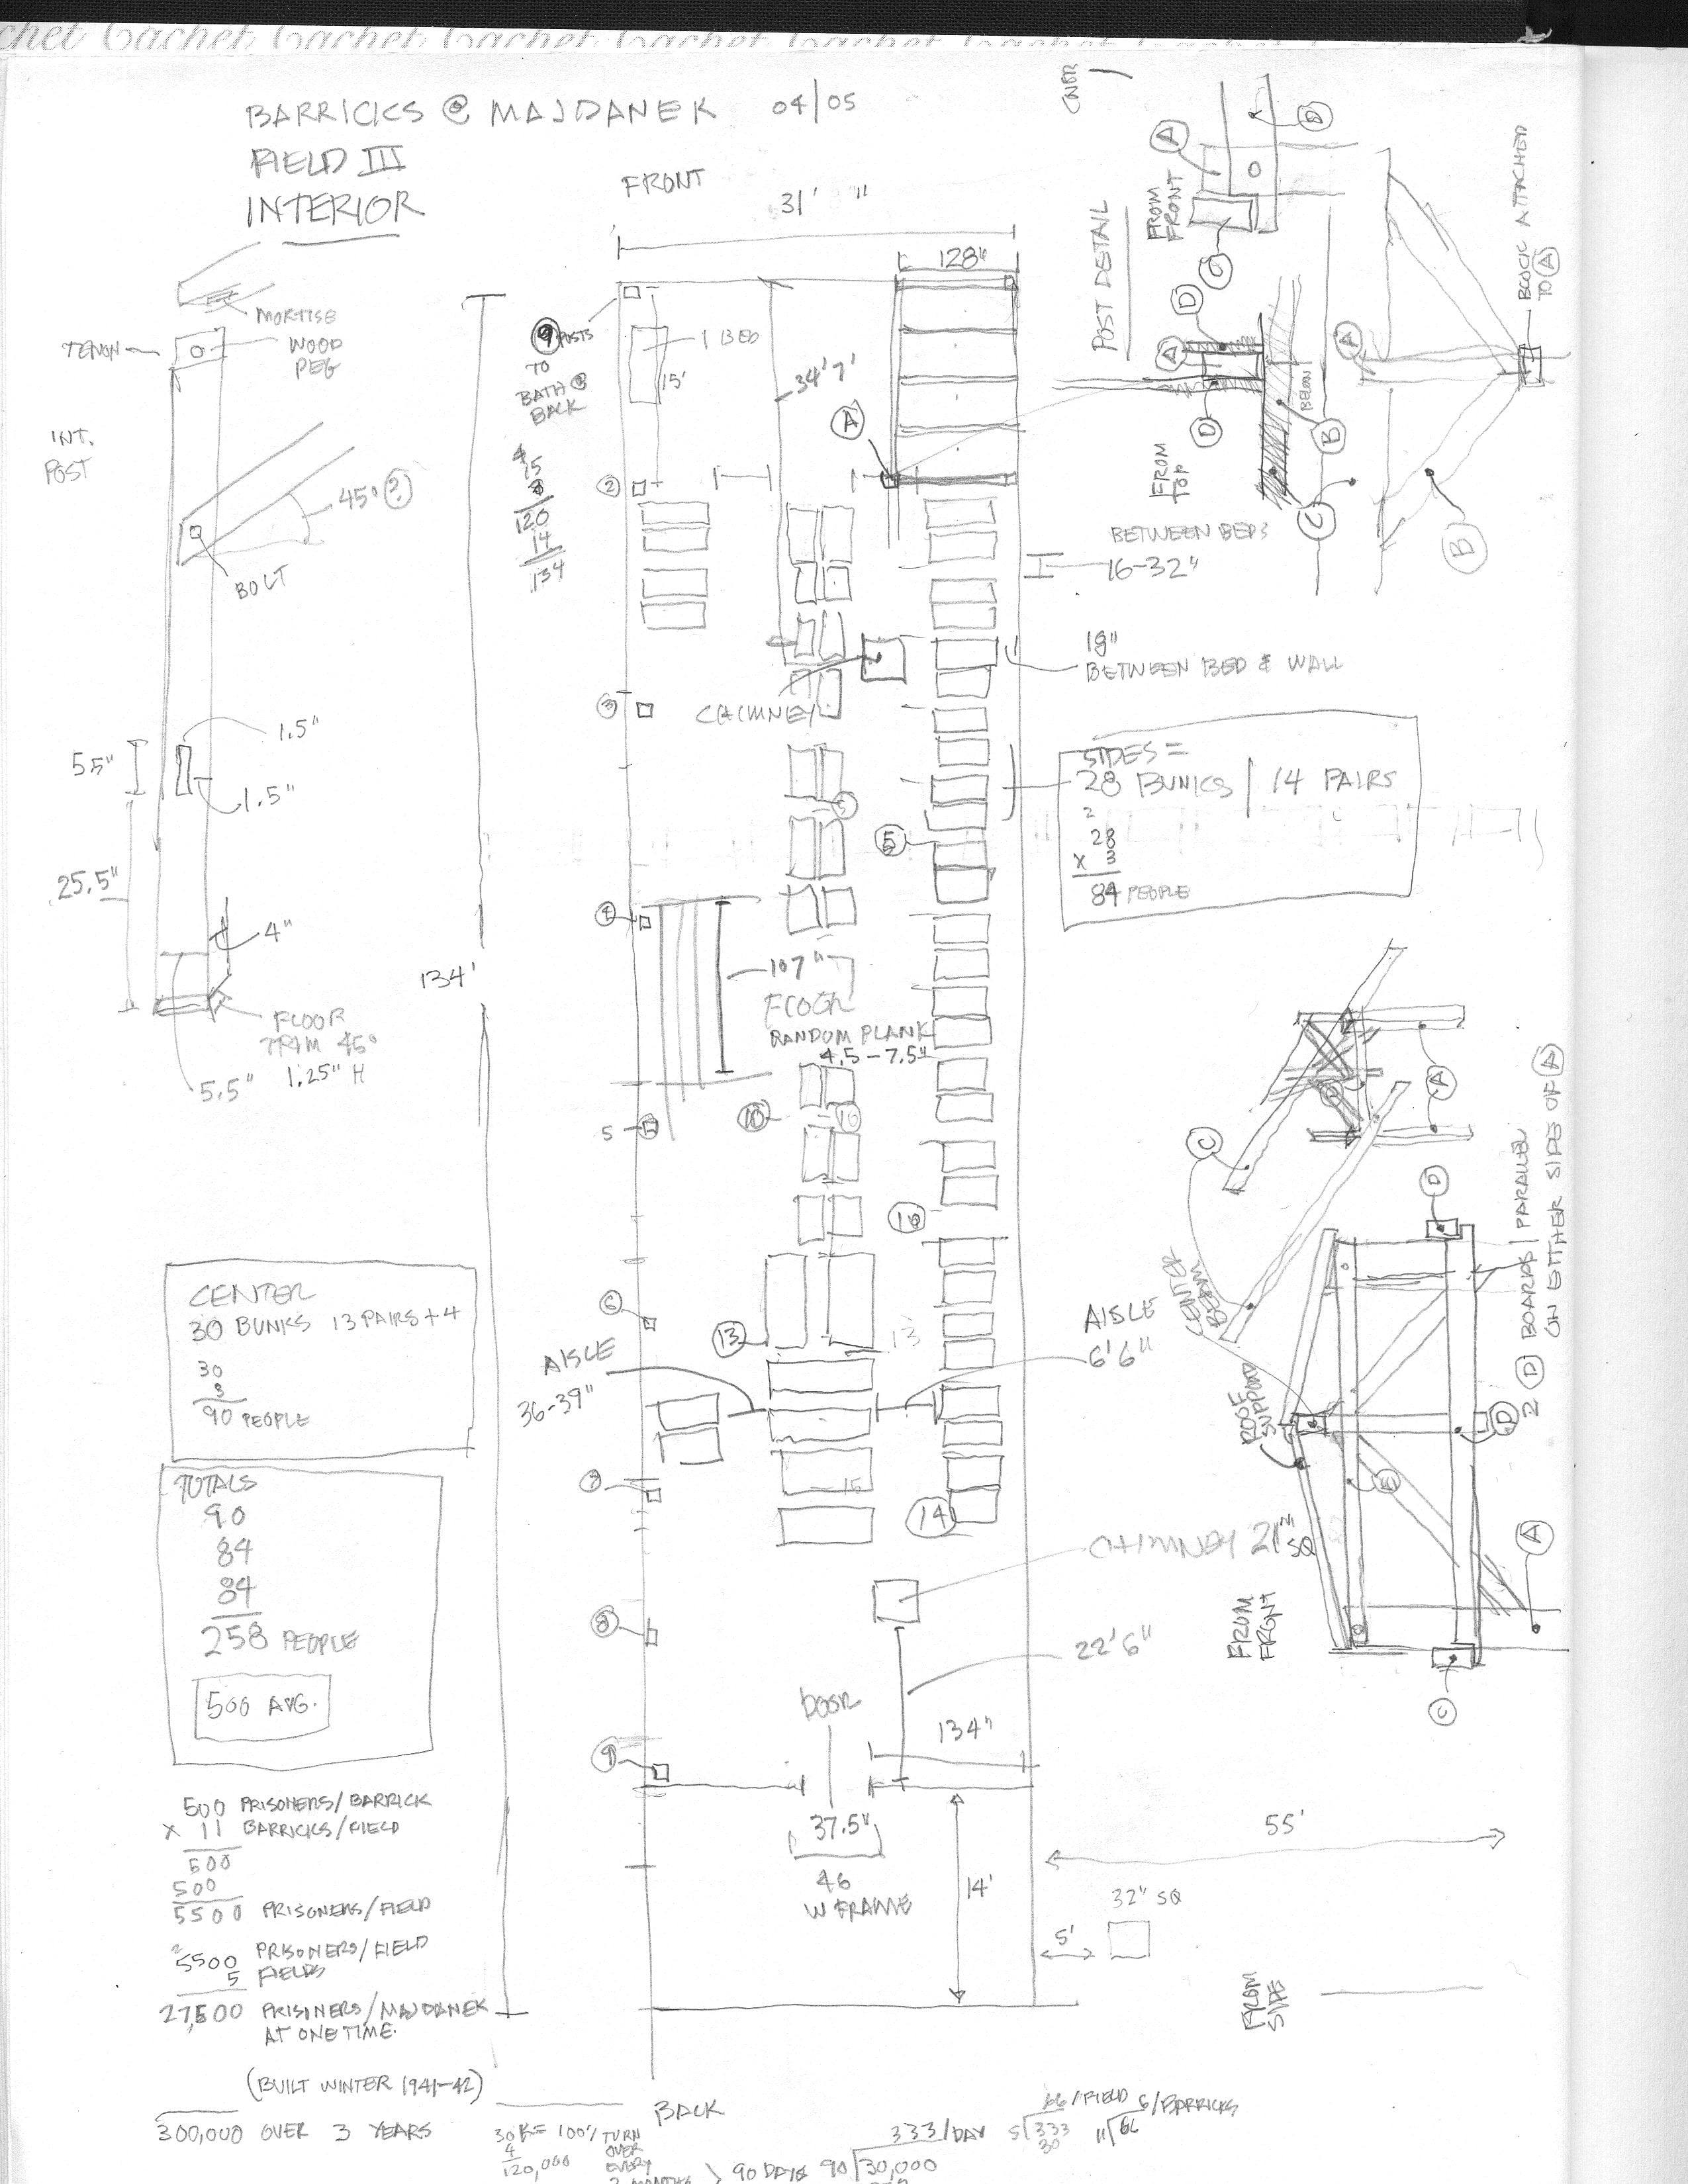 Cachet Cachet Cachet Cachet Cachet Cachet Cachet
BARRICKS @ MAJDANEK 04/05
FIELD III
INTERIOR
FRONT
31' "
128"
MORTISE
TENON
WOOD
PEG
INT.
POST
45° ?
BOLT
1.5"
5.5"
1.5"
25.5"
4"
FLOOR
TRIM 45°
1.25" H
5.5"
134'
9 POSTS
TO
BATH @
BACK
4
15
8
120
14
134
1 BED
15'
34'7'
A
2
CHIMNEY
3
5
5
4
107"
FLOOR
RANDOM PLANK
4.5-7.5"
10
10
5
10
6
13
13
AISLE
36-39"
AISLE
6'6"
7
15
14
CHIMNEY 21" SQ
8
22'6"
DOOR
134"
9
37.5"
46
W FRAME
14'
55'
32" SQ
5'
BACK
BETWEEN BEDS
16-32"
18"
BETWEEN BED & WALL
SIDES =
28 BUNKS | 14 PAIRS
2
28
x 3
84 PEOPLE
POST DETAIL
FROM
FRONT
A
D
C
FROM
TOP
D
A
D
B
BELOW
C
A
B
BLOCK ATTACHED
TO A
C
A
A
D
CENTER
BEAM
ROOF
SUPPORT
D
D
E
A
C
2 D BOARDS | PARALLEL
ON EITHER SIDE OF A
FROM
FRONT
FROM
SIDE
CENTER
30 BUNKS 13 PAIRS + 4
30
3
90 PEOPLE
TOTALS
90
84
84
258 PEOPLE
500 AVG.
500 PRISONERS/BARRICK
x 11 BARRICKS/FIELD
500
500
5500 PRISONERS/FIELD
2
5500 PRISONERS/FIELD
5 FIELDS
27,500 PRISINERS/MAJDANEK
AT ONE TIME.
(BUILT WINTER 1941-42)
300,000 OVER 3 YEARS
30K = 100% TURN
OVER
EVERY
3 MONTHS
4
120,000
90 DAYS
333/DAY
90 30,000
66/FIELD
5 333
30
6/BARRICKS
11 66